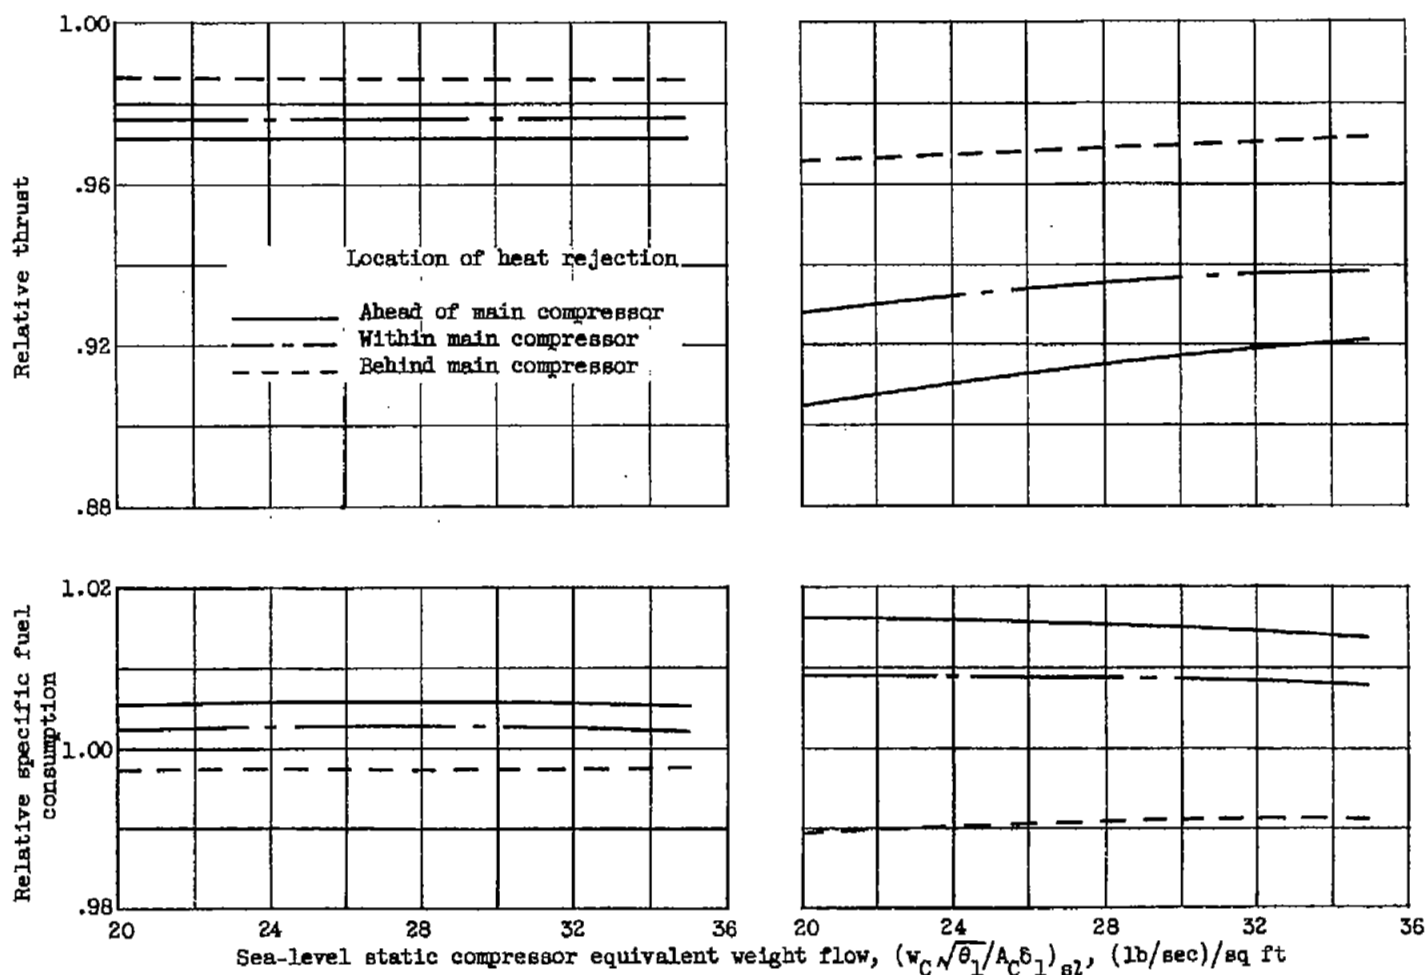 1.00
.96
.92
.88
Relative thrust
Location of heat rejection
Ahead of main compressor
Within main compressor
Behind main compressor
1.02
1.00
.98
Relative specific fuel
consumption
20 24 28 32 36
20 24 28 32 36
Sea-level static compressor equivalent weight flow, (w_C√θ_1/A_Cδ_1)_sl, (lb/sec)/sq ft